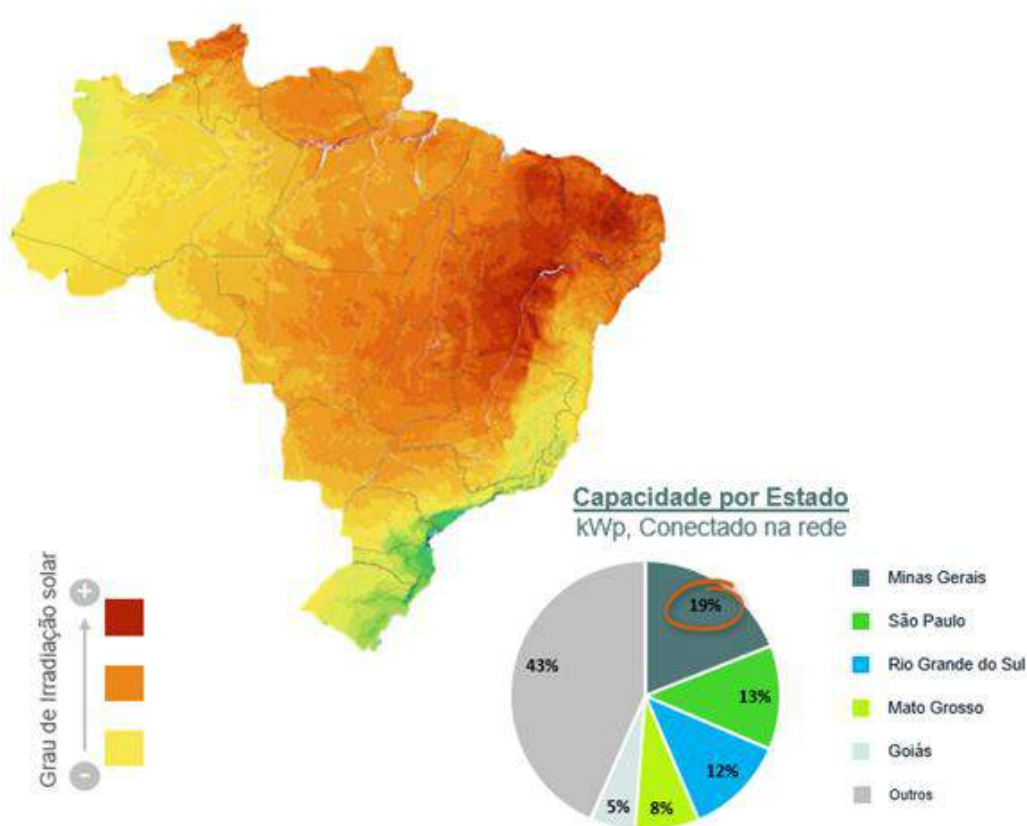 Capacidade por Estado
kWp, Conectado na rede
Grau de Irradiação solar
+
-
19%
13%
12%
8%
5%
43%
Minas Gerais
São Paulo
Rio Grande do Sul
Mato Grosso
Goiás
Outros